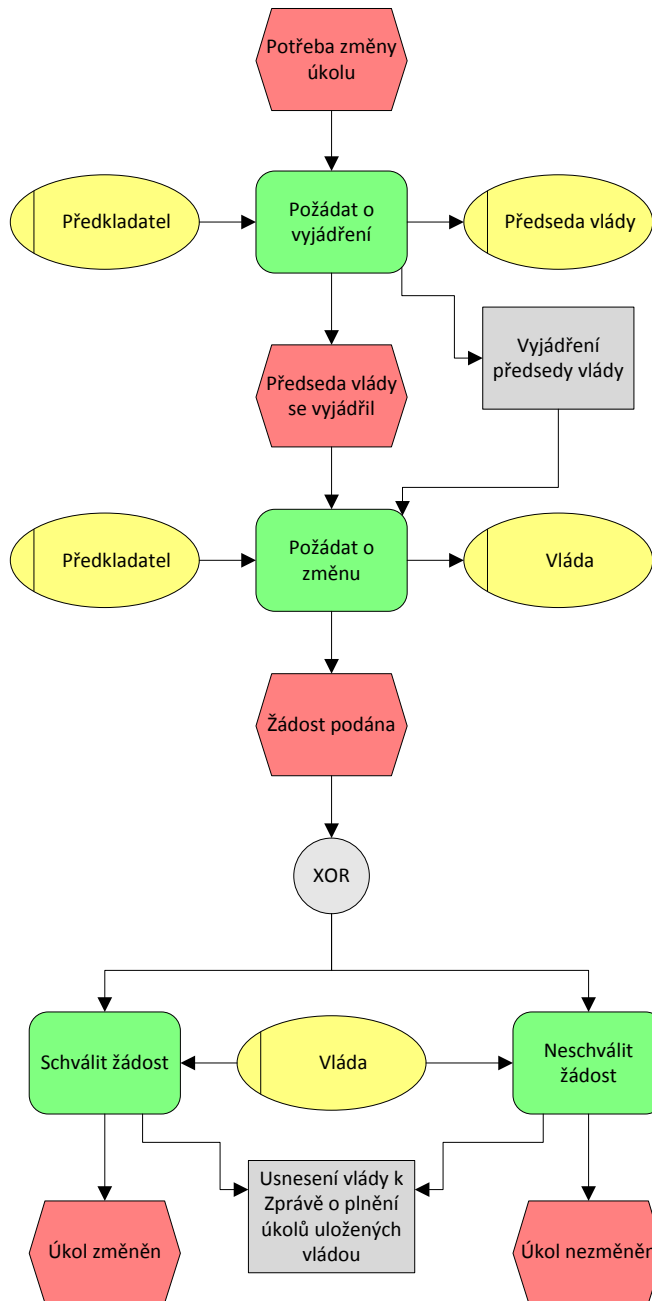 Potřeba změny
úkolu
Předkladatel
Požádat o
vyjádření
Předseda vlády
Vyjádření
předsedy vlády
Předseda vlády
se vyjádřil
Předkladatel
Požádat o
změnu
Vláda
Žádost podána
XOR
Schválit žádost
Vláda
Neschválit
žádost
Usnesení vlády k
Zprávě o plnění
úkolů uložených
vládou
Úkol změněn
Úkol nezměněn